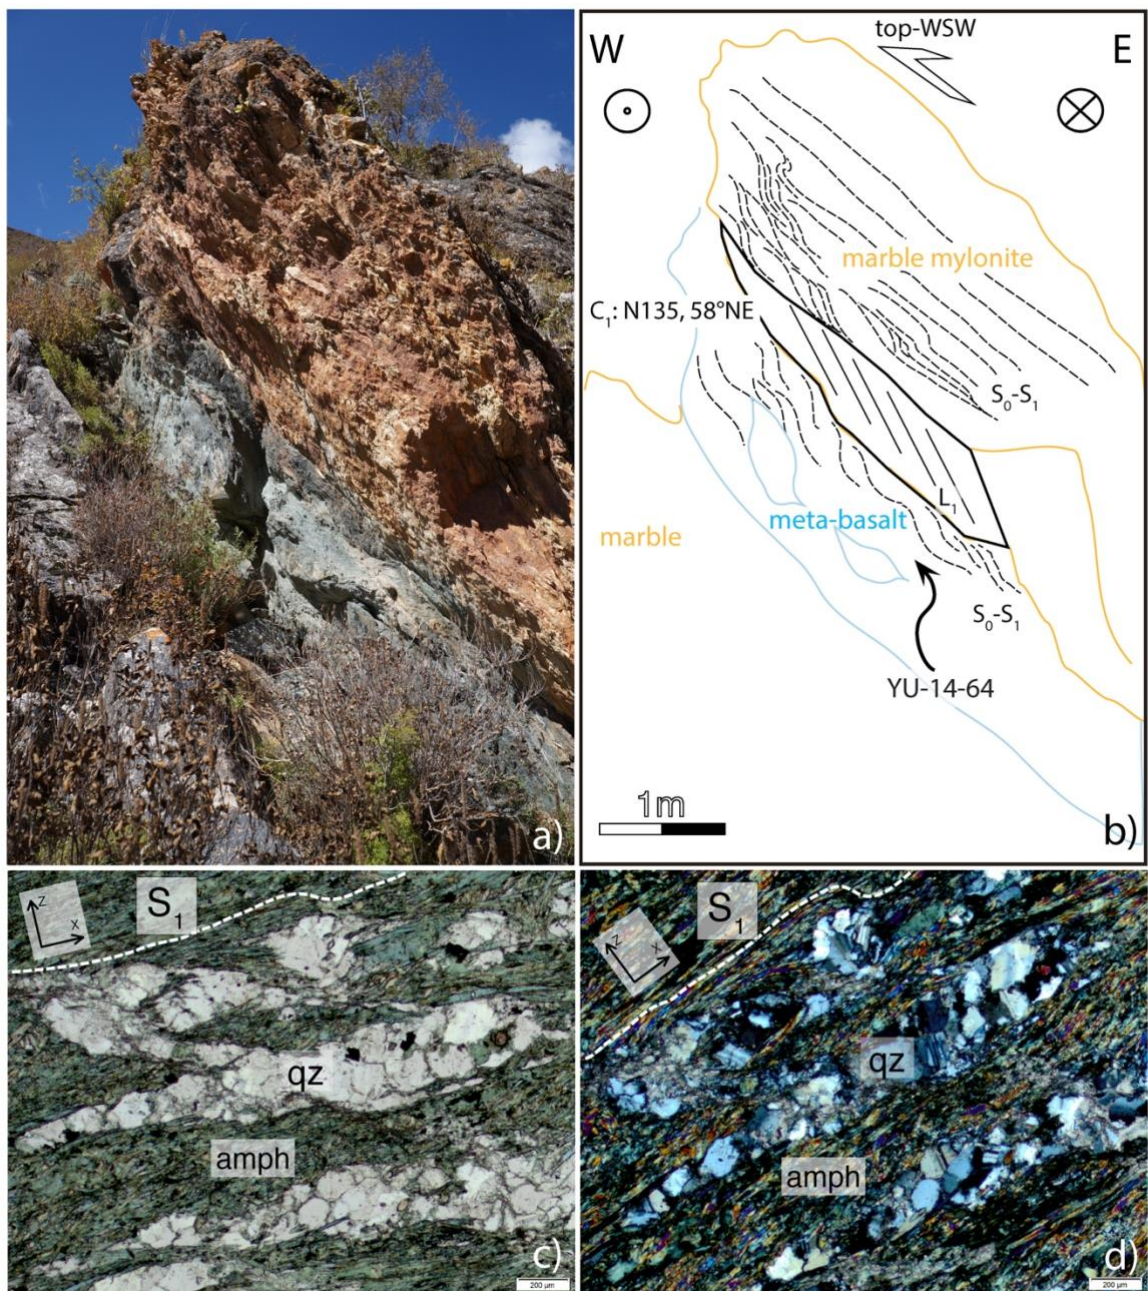 a)
W
top-WSW
E
marble mylonite
C₁: N135, 58°NE
S₀-S₁
L₁
meta-basalt
marble
S₀-S₁
YU-14-64
1m
b)
z
x
S₁
qz
amph
c)
200 µm
z
x
S₁
qz
amph
d)
200 µm